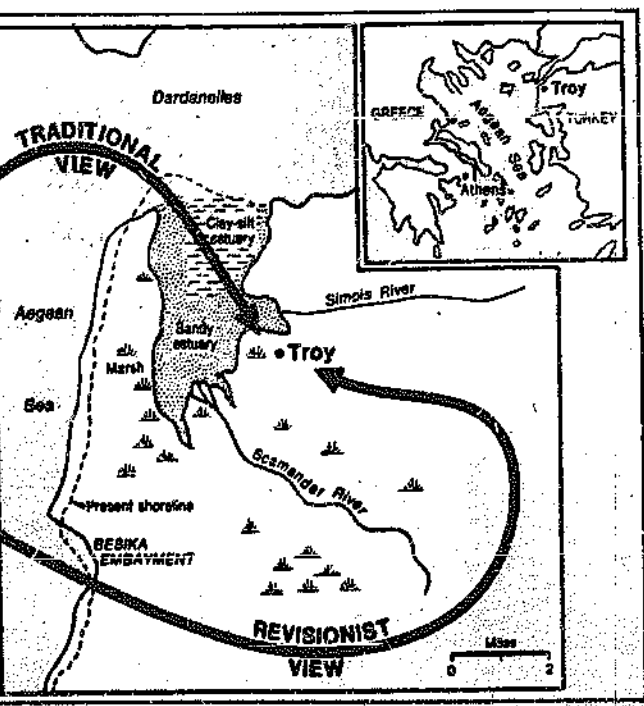 Dardanelles
TRADITIONAL
VIEW
Clay-silt
estuary
Simois River
Aegean
Sea
Sandy
estuary
Marsh
Troy
Scamander River
Present shoreline
BESIKA
EMBAYMENT
REVISIONIST
VIEW
Miles
0 2
Troy
GREECE
TURKEY
Aegean Sea
Athens